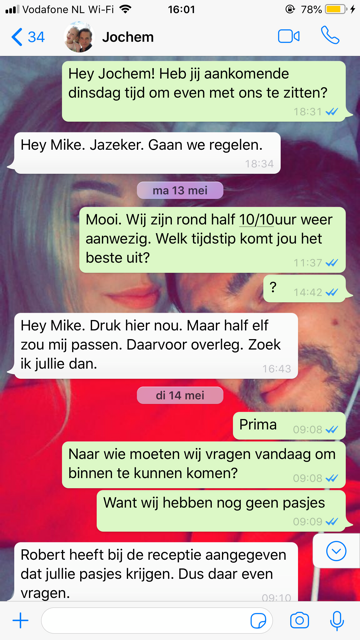 Vodafone NL Wi-Fi 16:01 78%
34 Jochem
Hey Jochem! Heb jij aankomende
dinsdag tijd om even met ons te zitten?
18:31
Hey Mike. Jazeker. Gaan we regelen.
18:34
ma 13 mei
Mooi. Wij zijn rond half 10/10uur weer
aanwezig. Welk tijdstip komt jou het
beste uit?
11:37
?
14:42
Hey Mike. Druk hier nou. Maar half elf
zou mij passen. Daarvoor overleg. Zoek
ik jullie dan.
16:43
di 14 mei
Prima
09:08
Naar wie moeten wij vragen vandaag om
binnen te kunnen komen?
09:08
Want wij hebben nog geen pasjes
09:09
Robert heeft bij de receptie aangegeven
dat jullie pasjes krijgen. Dus daar even
vragen.
09:10